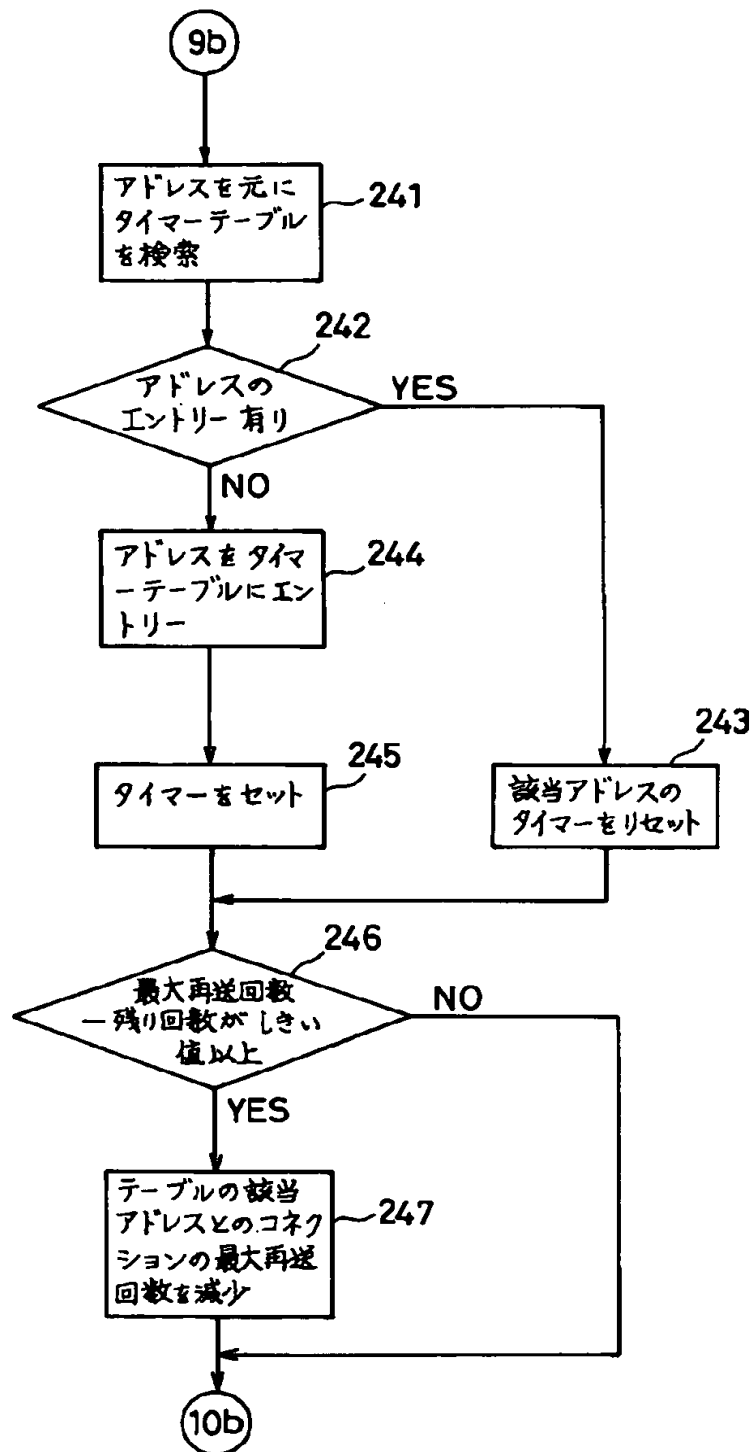 9b
アドレスを元に
タイマーテーブル
を検索
241
242
アドレスの
エントリー有り
YES
NO
アドレスをタイマ
ーテーブルにエン
トリー
244
243
タイマーをセット
245
該当アドレスの
タイマーをリセット
246
最大再送回数
ー残り回数がしきい
値以上
NO
YES
テーブルの該当
アドレスとのコネク
ションの最大再送
回数を減少
247
10b